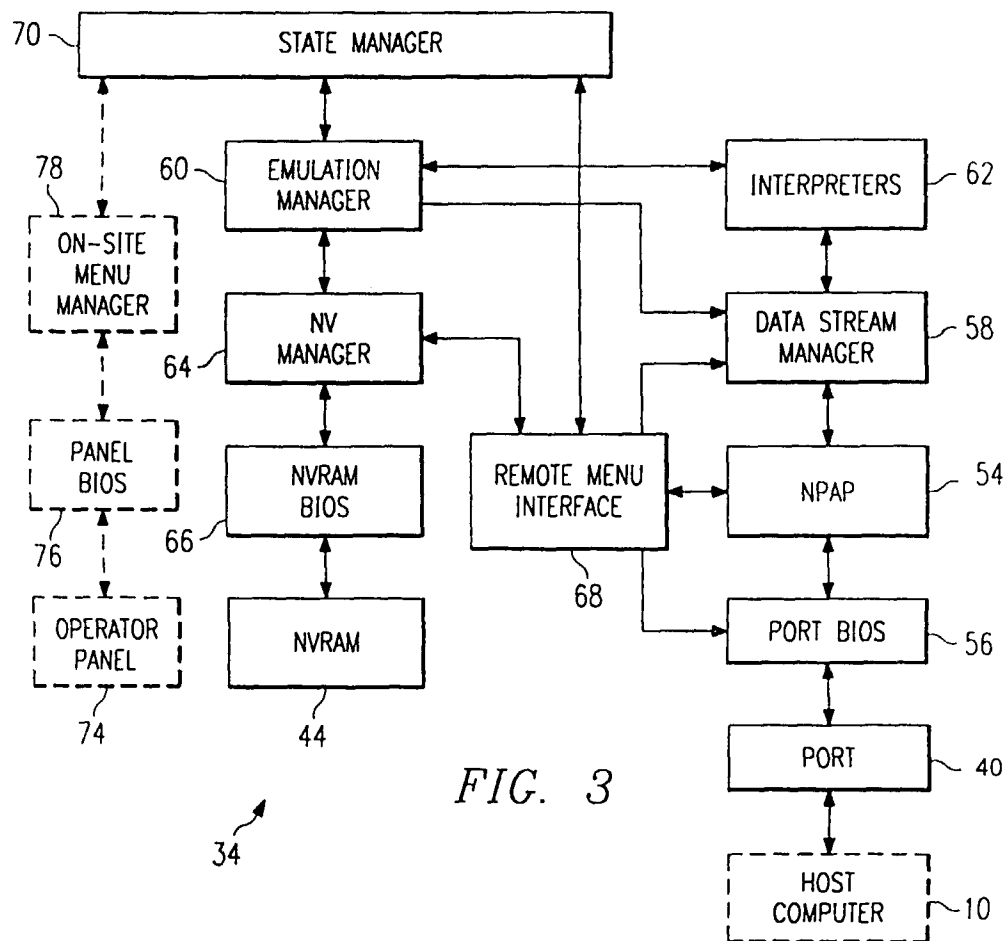 70
STATE MANAGER
78
60
EMULATION
MANAGER
INTERPRETERS
62
ON-SITE
MENU
MANAGER
NV
MANAGER
64
DATA STREAM
MANAGER
58
PANEL
BIOS
76
NVRAM
BIOS
66
REMOTE MENU
INTERFACE
68
NPAP
54
OPERATOR
PANEL
74
NVRAM
44
PORT BIOS
56
PORT
40
FIG. 3
34
HOST
COMPUTER
10